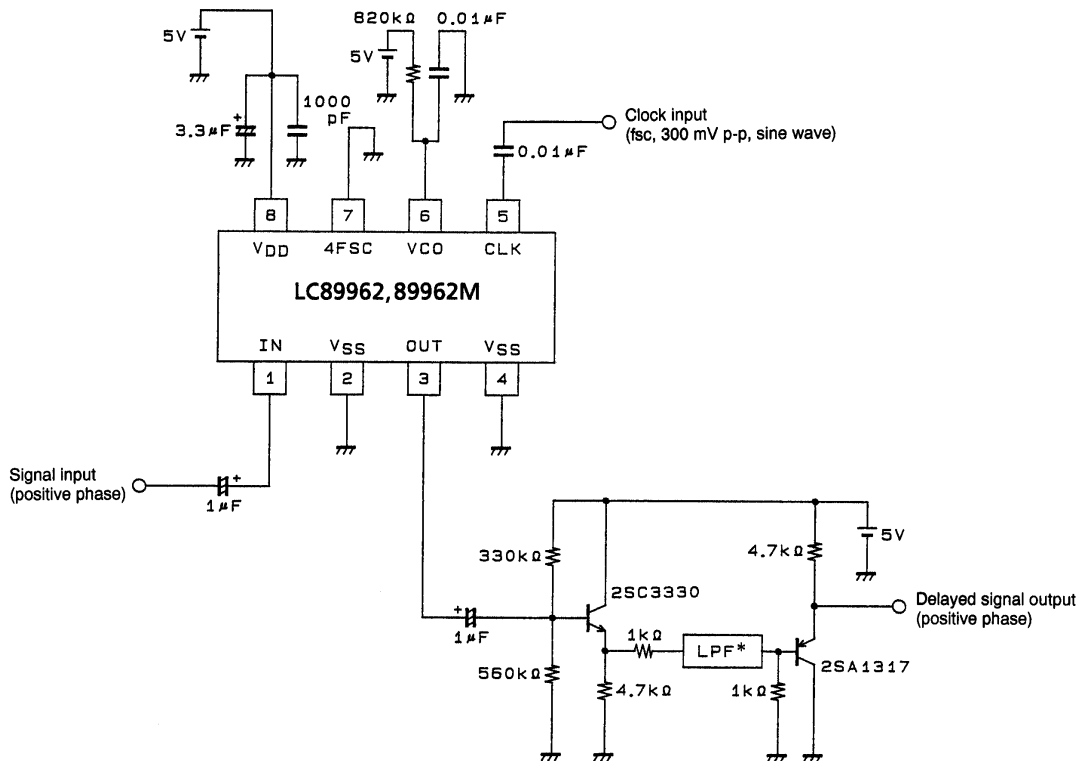 820kΩ 0.01µF
5V
5V
1000
pF
3.3µF
Clock input
(fsc, 300 mV p-p, sine wave)
0.01µF
8 7 6 5
VDD 4FSC VCO CLK
LC89962, 89962M
IN VSS OUT VSS
1 2 3 4
Signal input
(positive phase)
+
1µF
5V
330kΩ
4.7kΩ
2SC3330
Delayed signal output
(positive phase)
+
1µF
1kΩ
LPF*
2SA1317
560kΩ
4.7kΩ
1kΩ